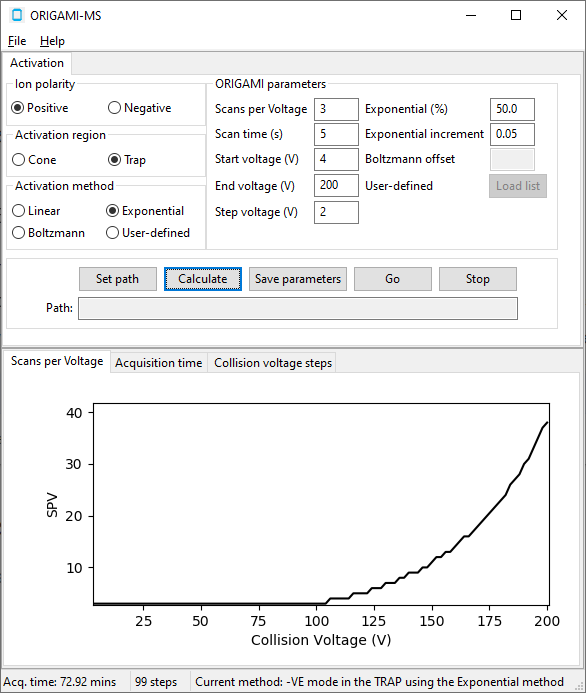 ORIGAMI-MS
File Help
Activation
Ion polarity
Positive Negative
Activation region
Cone Trap
Activation method
Linear Exponential
Boltzmann User-defined
ORIGAMI parameters
Scans per Voltage 3 Exponential (%) 50.0
Scan time (s) 5 Exponential increment 0.05
Start voltage (V) 4 Boltzmann offset
End voltage (V) 200 User-defined Load list
Step voltage (V) 2
Set path Calculate Save parameters Go Stop
Path:
Scans per Voltage Acquisition time Collision voltage steps
40
30
20
10
SPV
25 50 75 100 125 150 175 200
Collision Voltage (V)
Acq. time: 72.92 mins 99 steps Current method: -VE mode in the TRAP using the Exponential method